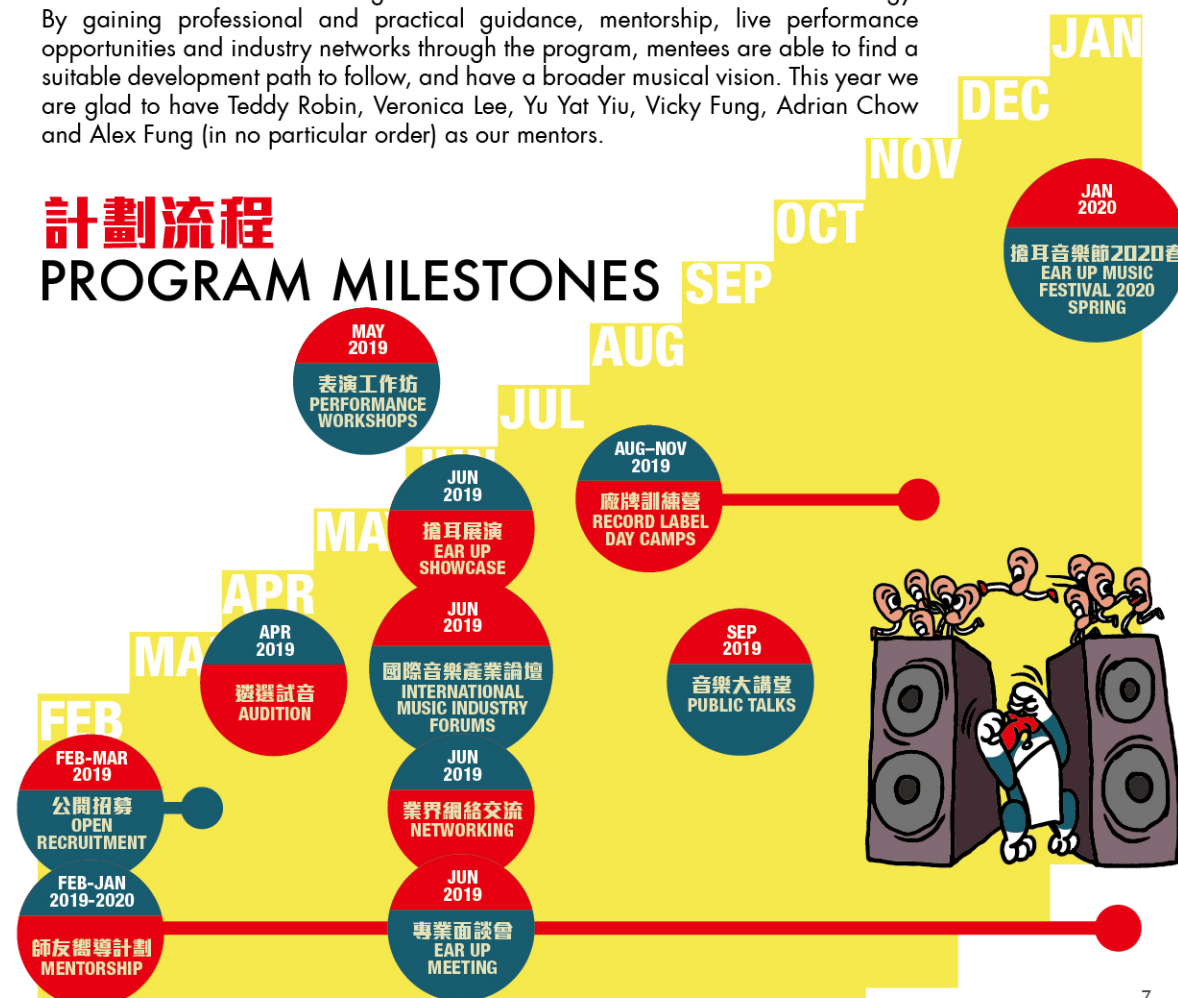 By gaining professional and practical guidance, mentorship, live performance
opportunities and industry networks through the program, mentees are able to find a
suitable development path to follow, and have a broader musical vision. This year we
are glad to have Teddy Robin, Veronica Lee, Yu Yat Yiu, Vicky Fung, Adrian Chow
and Alex Fung (in no particular order) as our mentors.
計劃流程
PROGRAM MILESTONES
JAN
DEC
NOV
OCT
SEP
AUG
JUL
JUN
MA
APR
MA
FEB
JAN
2020
搶耳音樂節2020春
EAR UP MUSIC
FESTIVAL 2020
SPRING
MAY
2019
表演工作坊
PERFORMANCE
WORKSHOPS
JUN
2019
搶耳展演
EAR UP
SHOWCASE
AUG–NOV
2019
廠牌訓練營
RECORD LABEL
DAY CAMPS
APR
2019
遴選試音
AUDITION
JUN
2019
國際音樂產業論壇
INTERNATIONAL
MUSIC INDUSTRY
FORUMS
SEP
2019
音樂大講堂
PUBLIC TALKS
FEB-MAR
2019
公開招募
OPEN
RECRUITMENT
JUN
2019
業界網絡交流
NETWORKING
FEB-JAN
2019-2020
師友嚮導計劃
MENTORSHIP
JUN
2019
專業面談會
EAR UP
MEETING
7